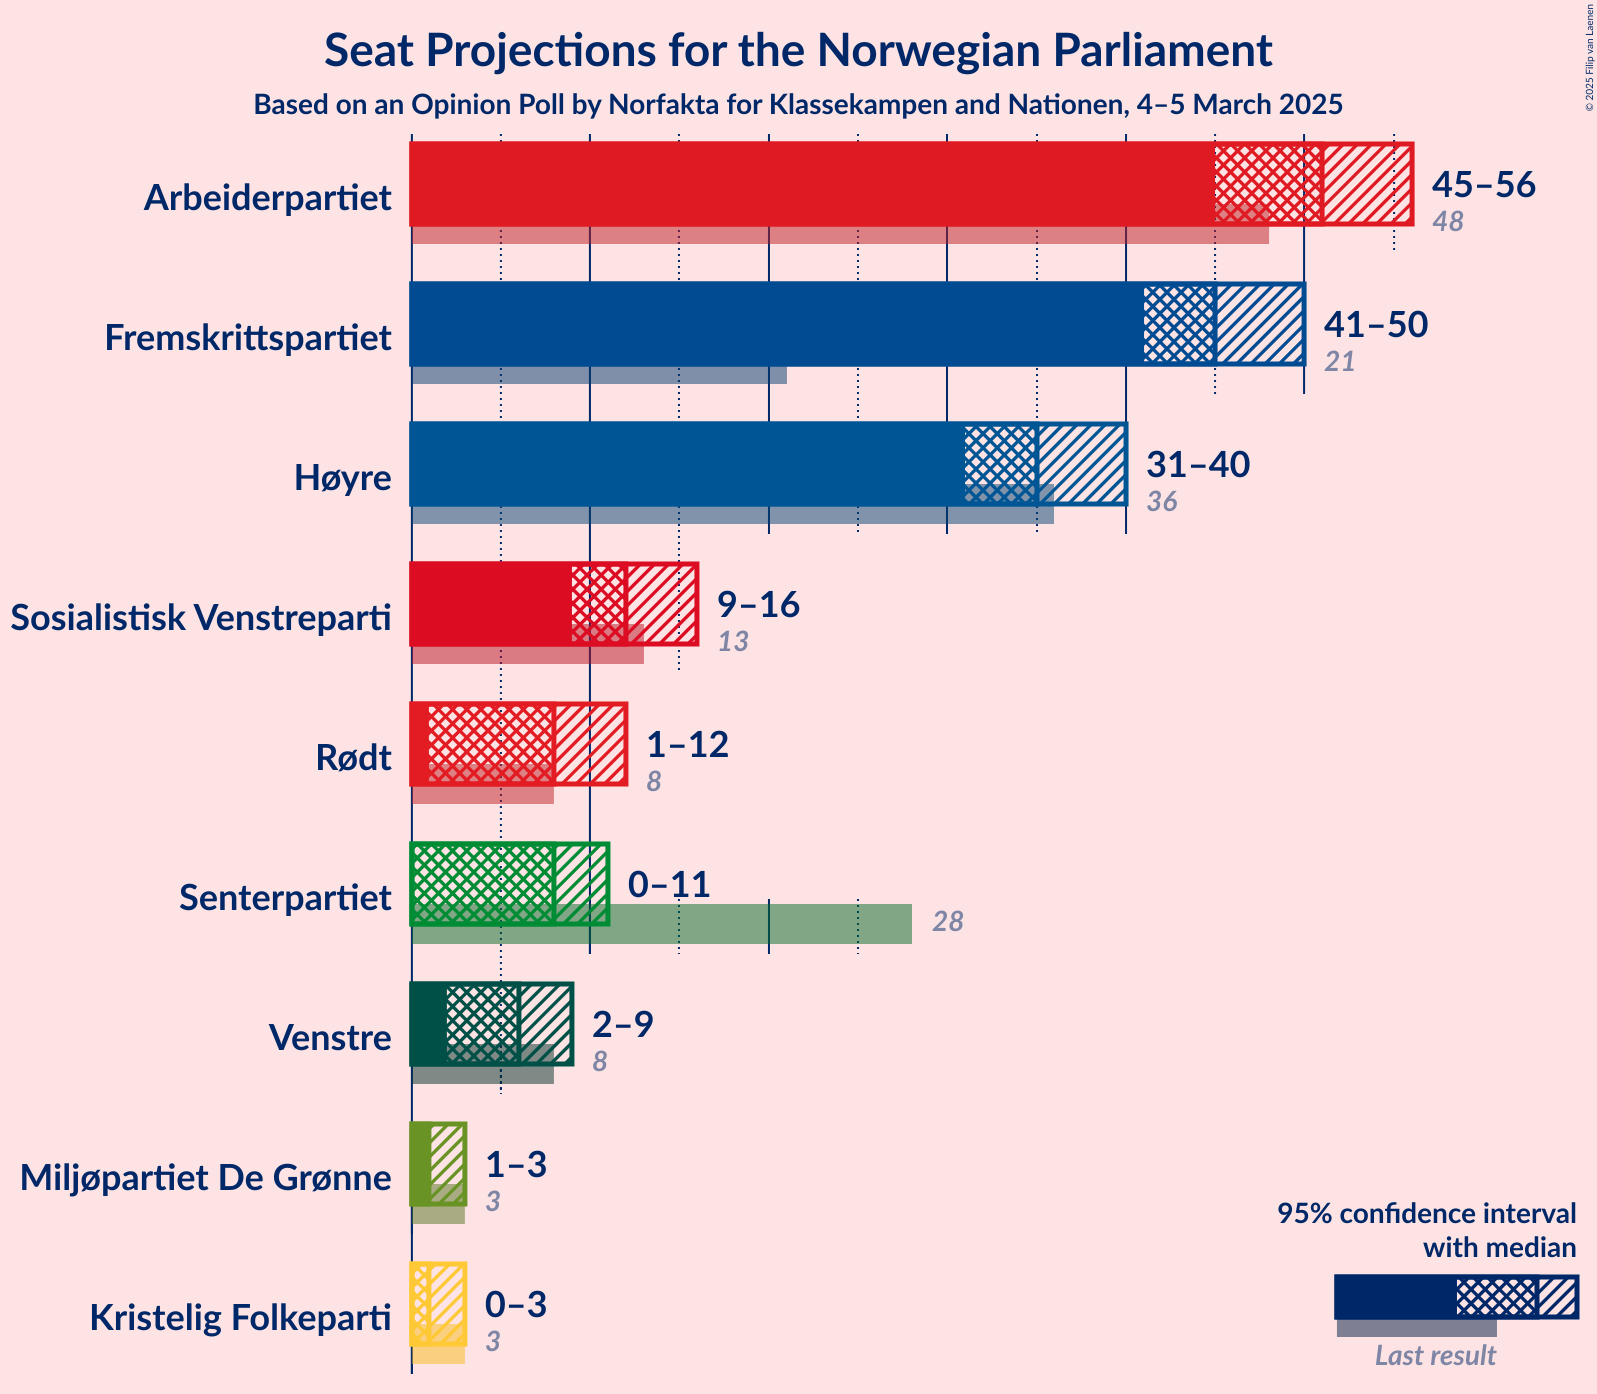 Seat Projections for the Norwegian Parliament
Based on an Opinion Poll by Norfakta for Klassekampen and Nationen, 4–5 March 2025
© 2025 Filip van Laenen
Arbeiderpartiet
45–56
48
Fremskrittspartiet
41–50
21
Høyre
31–40
36
Sosialistisk Venstreparti
9–16
13
Rødt
1–12
8
Senterpartiet
0–11
28
Venstre
2–9
8
Miljøpartiet De Grønne
1–3
3
Kristelig Folkeparti
0–3
3
95% confidence interval
with median
Last result